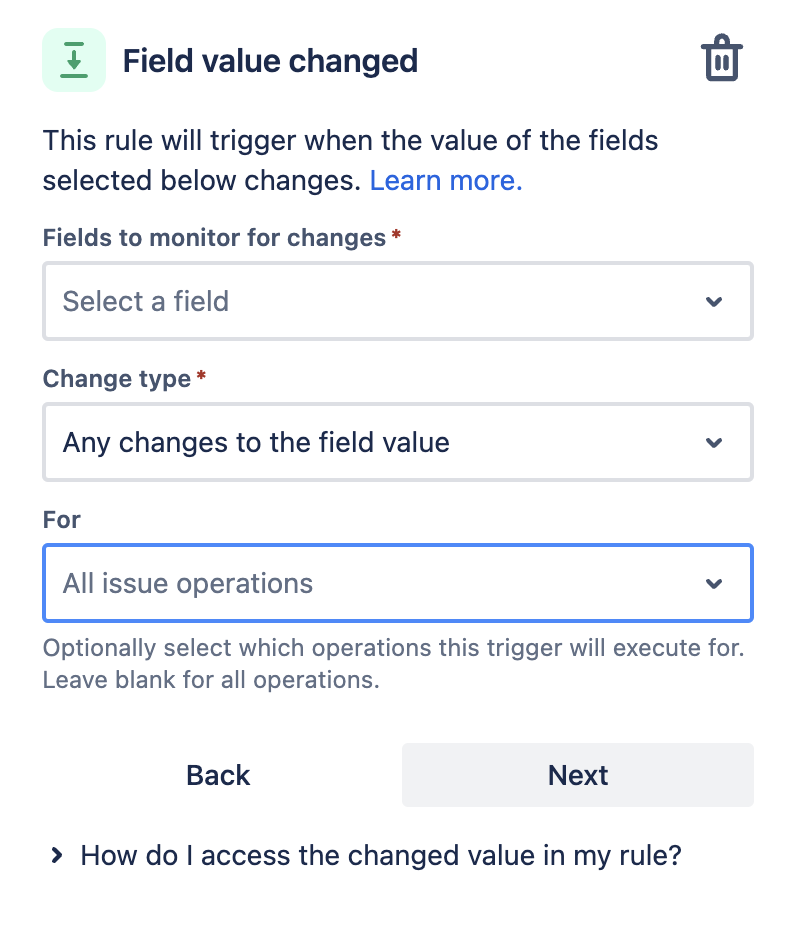 Field value changed
This rule will trigger when the value of the fields
selected below changes. Learn more.
Fields to monitor for changes *
Select a field
Change type *
Any changes to the field value
For
All issue operations
Optionally select which operations this trigger will execute for.
Leave blank for all operations.
Back
Next
How do I access the changed value in my rule?